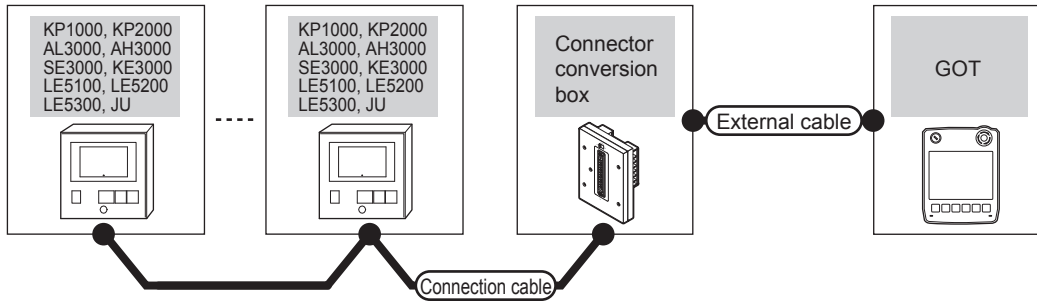 KP1000, KP2000
AL3000, AH3000
SE3000, KE3000
LE5100, LE5200
LE5300, JU
KP1000, KP2000
AL3000, AH3000
SE3000, KE3000
LE5100, LE5200
LE5300, JU
Connector
conversion
box
GOT
External cable
Connection cable